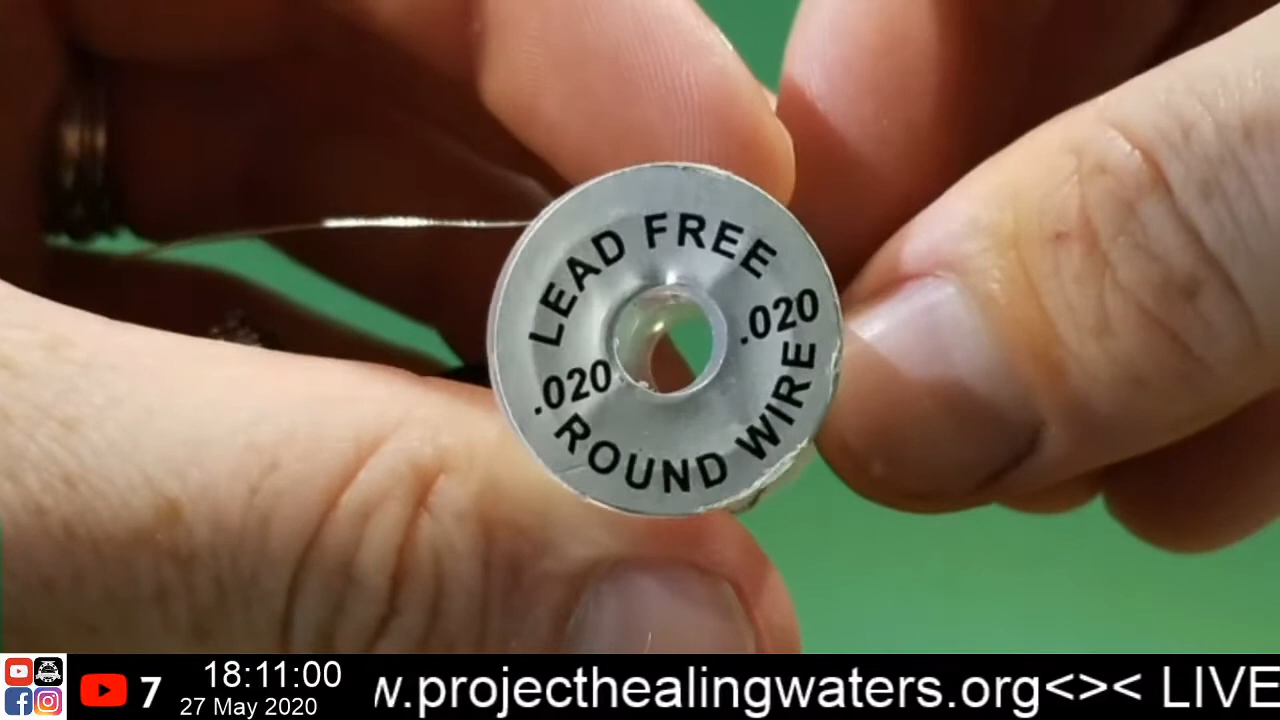 LEAD FREE
.020
.020
ROUND WIRE
7
18:11:00
27 May 2020
w.projecthealingwaters.org<>< LIVE